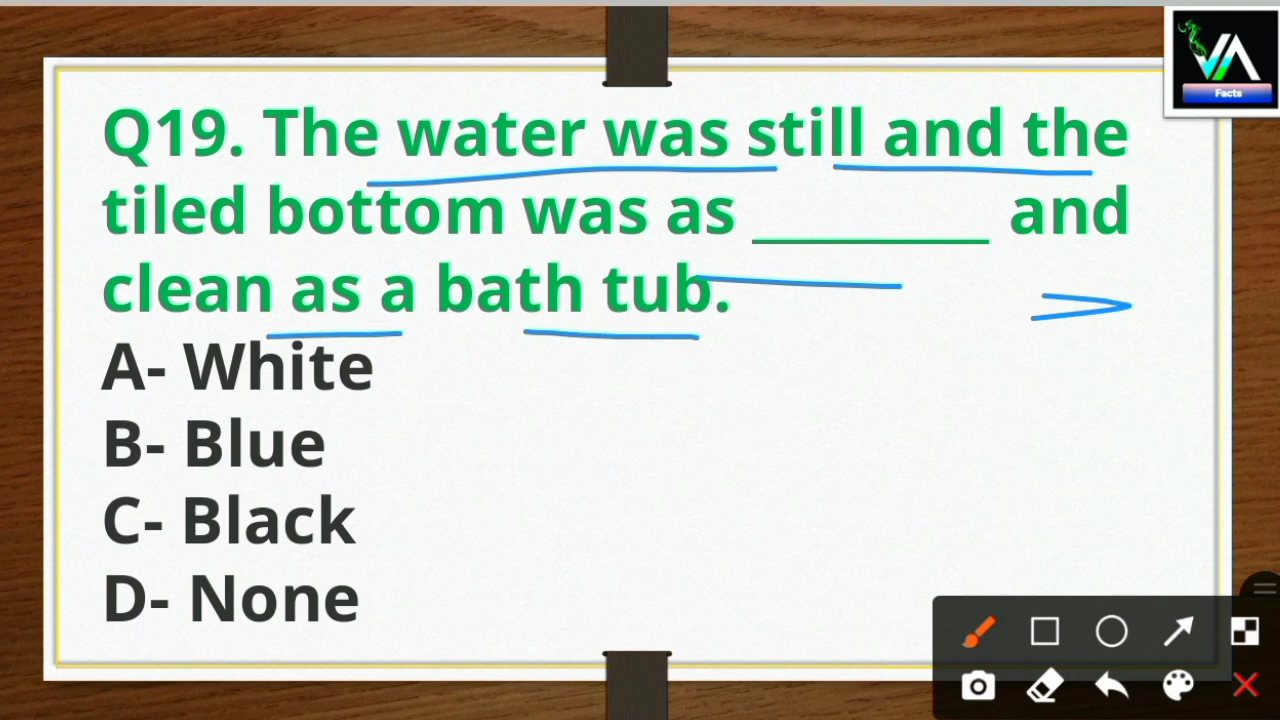 Facts
Q19. The water was still and the
tiled bottom was as ________ and
clean as a bath tub.
A- White
B- Blue
C- Black
D- None